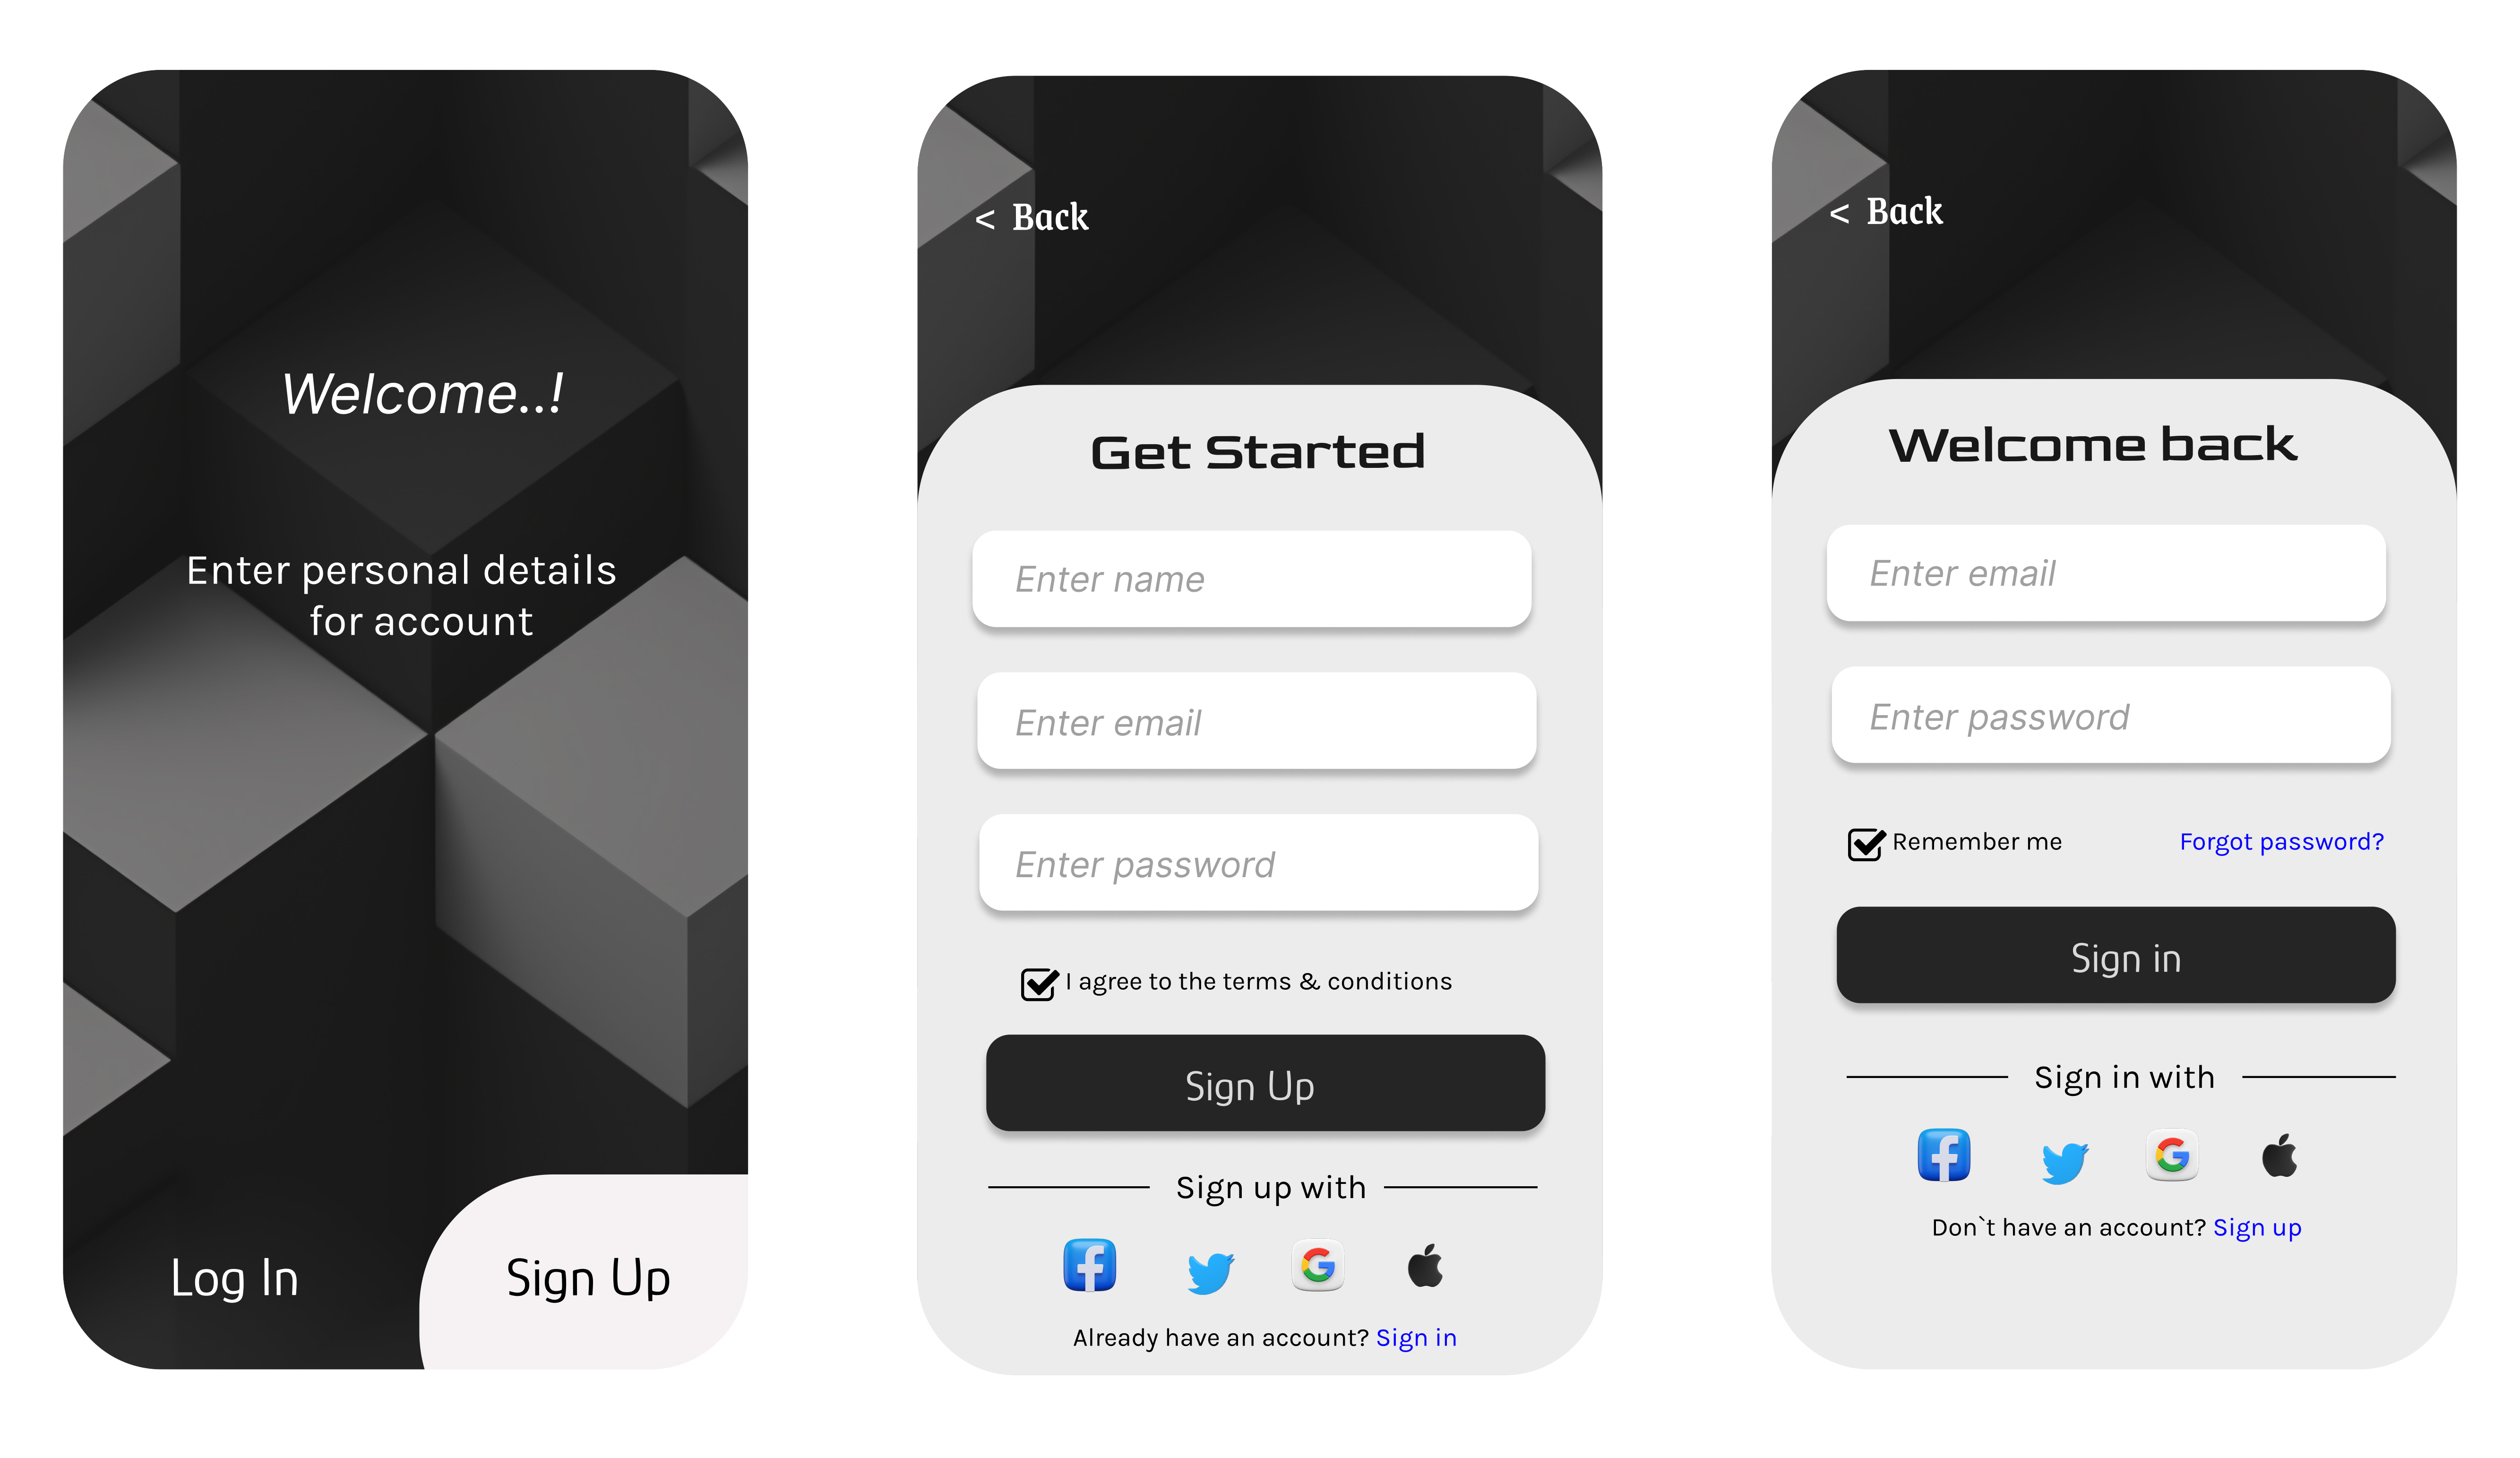 Welcome..!
Enter personal details
for account
Log In
Sign Up
< Back
Get Started
Enter name
Enter email
Enter password
I agree to the terms & conditions
Sign Up
Sign up with
Already have an account? Sign in
< Back
Welcome back
Enter email
Enter password
Remember me
Forgot password?
Sign in
Sign in with
Don`t have an account? Sign up